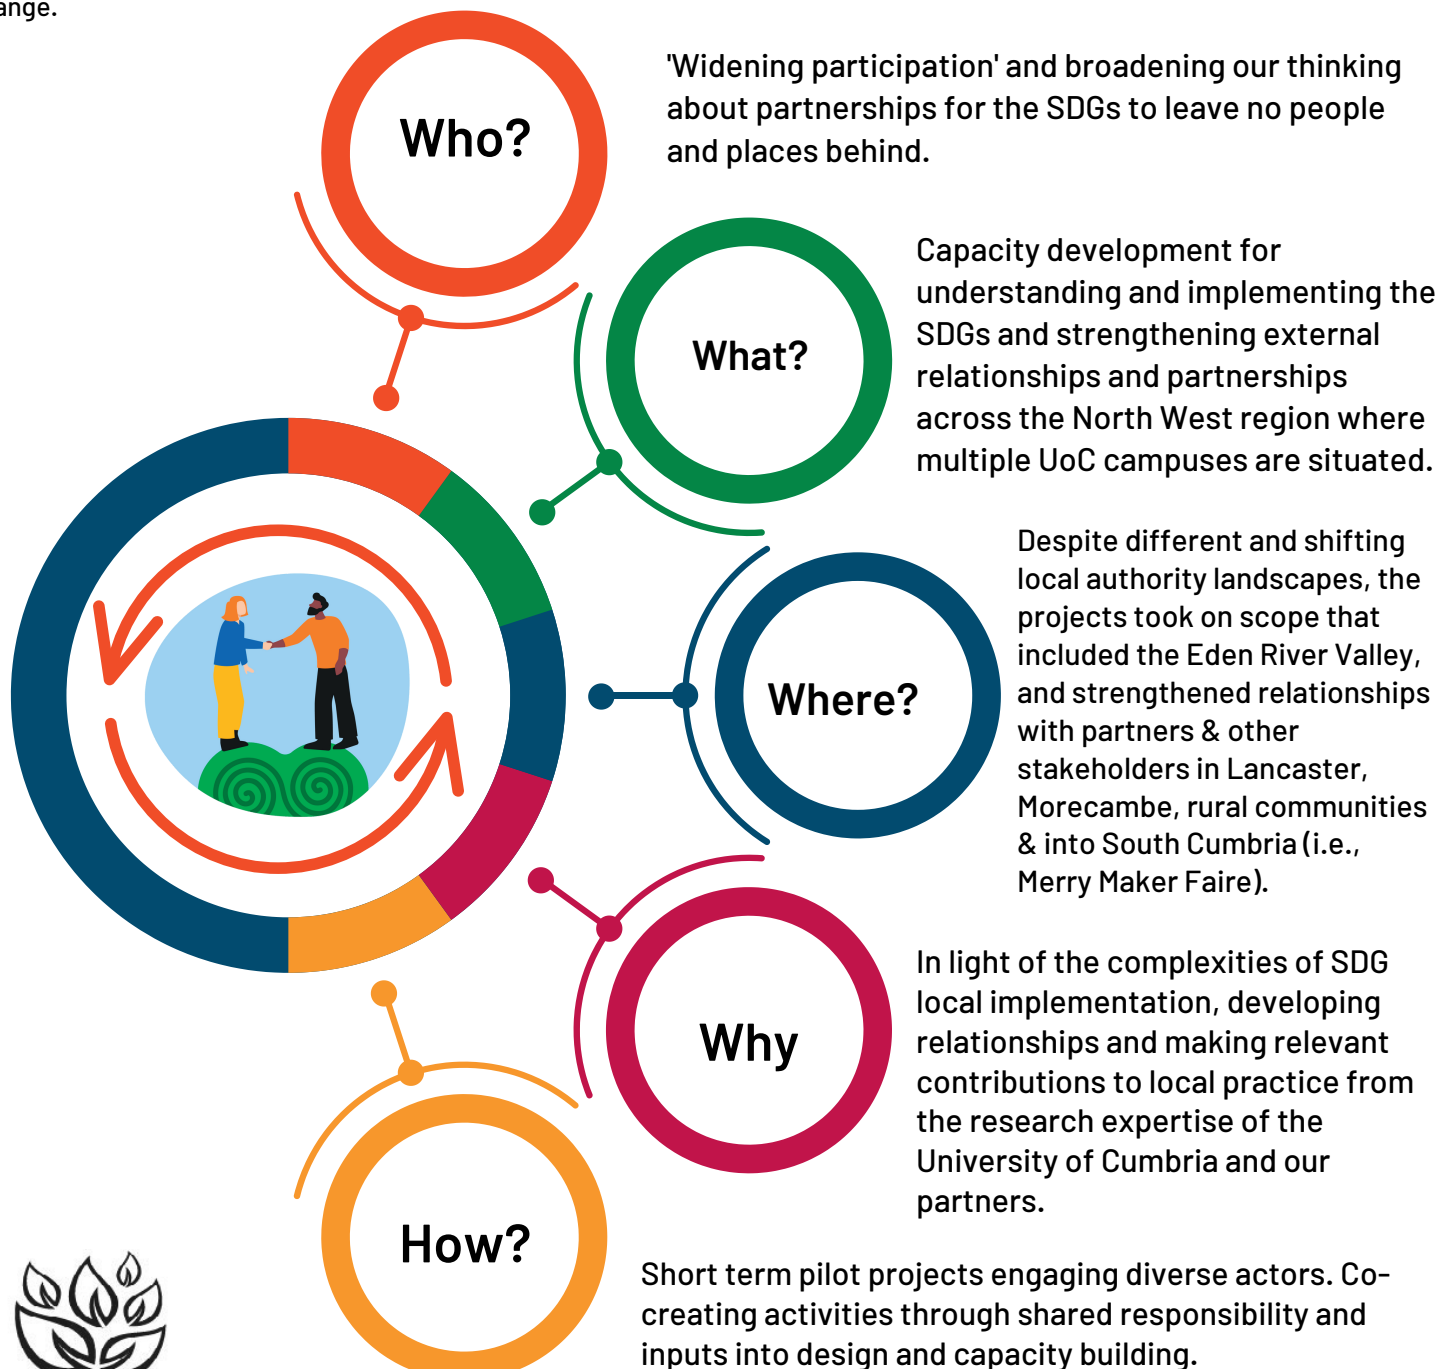 ange.
Who?
'Widening participation' and broadening our thinking
about partnerships for the SDGs to leave no people
and places behind.
What?
Capacity development for
understanding and implementing the
SDGs and strengthening external
relationships and partnerships
across the North West region where
multiple UoC campuses are situated.
Where?
Despite different and shifting
local authority landscapes, the
projects took on scope that
included the Eden River Valley,
and strengthened relationships
with partners & other
stakeholders in Lancaster,
Morecambe, rural communities
& into South Cumbria (i.e.,
Merry Maker Faire).
Why
In light of the complexities of SDG
local implementation, developing
relationships and making relevant
contributions to local practice from
the research expertise of the
University of Cumbria and our
partners.
How?
Short term pilot projects engaging diverse actors. Co-
creating activities through shared responsibility and
inputs into design and capacity building.